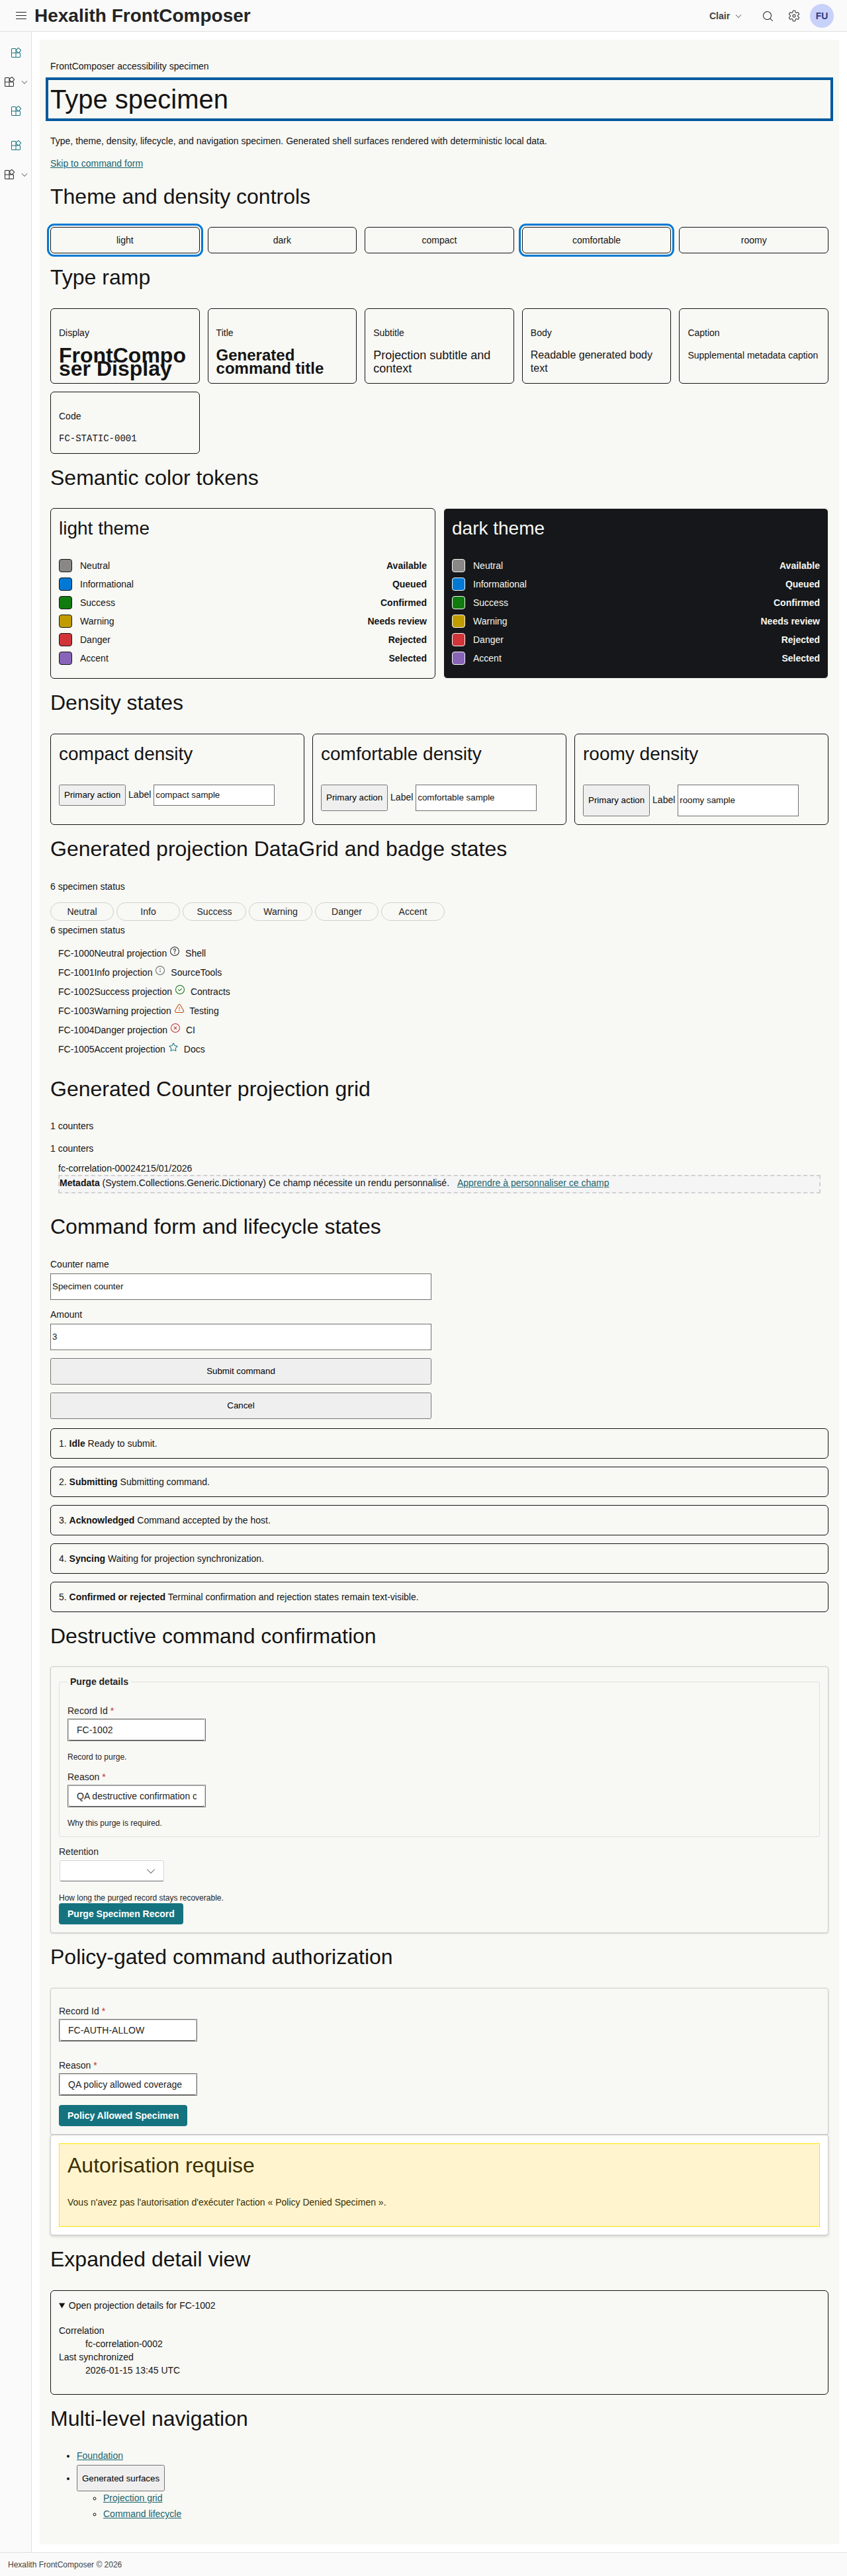 Hexalith FrontComposer
Clair
FU
FrontComposer accessibility specimen
Type specimen
Type, theme, density, lifecycle, and navigation specimen. Generated shell surfaces rendered with deterministic local data.
Skip to command form
Theme and density controls
light
dark
compact
comfortable
roomy
Type ramp
Display
FrontCompo
ser Display
Title
Generated
command title
Subtitle
Projection subtitle and
context
Body
Readable generated body
text
Caption
Supplemental metadata caption
Code
FC-STATIC-0001
Semantic color tokens
light theme
Neutral Available
Informational Queued
Success Confirmed
Warning Needs review
Danger Rejected
Accent Selected
dark theme
Neutral Available
Informational Queued
Success Confirmed
Warning Needs review
Danger Rejected
Accent Selected
Density states
compact density
Primary action Label compact sample
comfortable density
Primary action Label comfortable sample
roomy density
Primary action Label roomy sample
Generated projection DataGrid and badge states
6 specimen status
Neutral Info Success Warning Danger Accent
6 specimen status
FC-1000Neutral projection Shell
FC-1001Info projection SourceTools
FC-1002Success projection Contracts
FC-1003Warning projection Testing
FC-1004Danger projection CI
FC-1005Accent projection Docs
Generated Counter projection grid
1 counters
1 counters
fc-correlation-00024215/01/2026
Metadata (System.Collections.Generic.Dictionary) Ce champ nécessite un rendu personnalisé. Apprendre à personnaliser ce champ
Command form and lifecycle states
Counter name
Specimen counter
Amount
3
Submit command
Cancel
1. Idle Ready to submit.
2. Submitting Submitting command.
3. Acknowledged Command accepted by the host.
4. Syncing Waiting for projection synchronization.
5. Confirmed or rejected Terminal confirmation and rejection states remain text-visible.
Destructive command confirmation
Purge details
Record Id *
FC-1002
Record to purge.
Reason *
QA destructive confirmation c
Why this purge is required.
Retention
How long the purged record stays recoverable.
Purge Specimen Record
Policy-gated command authorization
Record Id *
FC-AUTH-ALLOW
Reason *
QA policy allowed coverage
Policy Allowed Specimen
Autorisation requise
Vous n'avez pas l'autorisation d'exécuter l'action « Policy Denied Specimen ».
Expanded detail view
Open projection details for FC-1002
Correlation
fc-correlation-0002
Last synchronized
2026-01-15 13:45 UTC
Multi-level navigation
Foundation
Generated surfaces
Projection grid
Command lifecycle
Hexalith FrontComposer © 2026